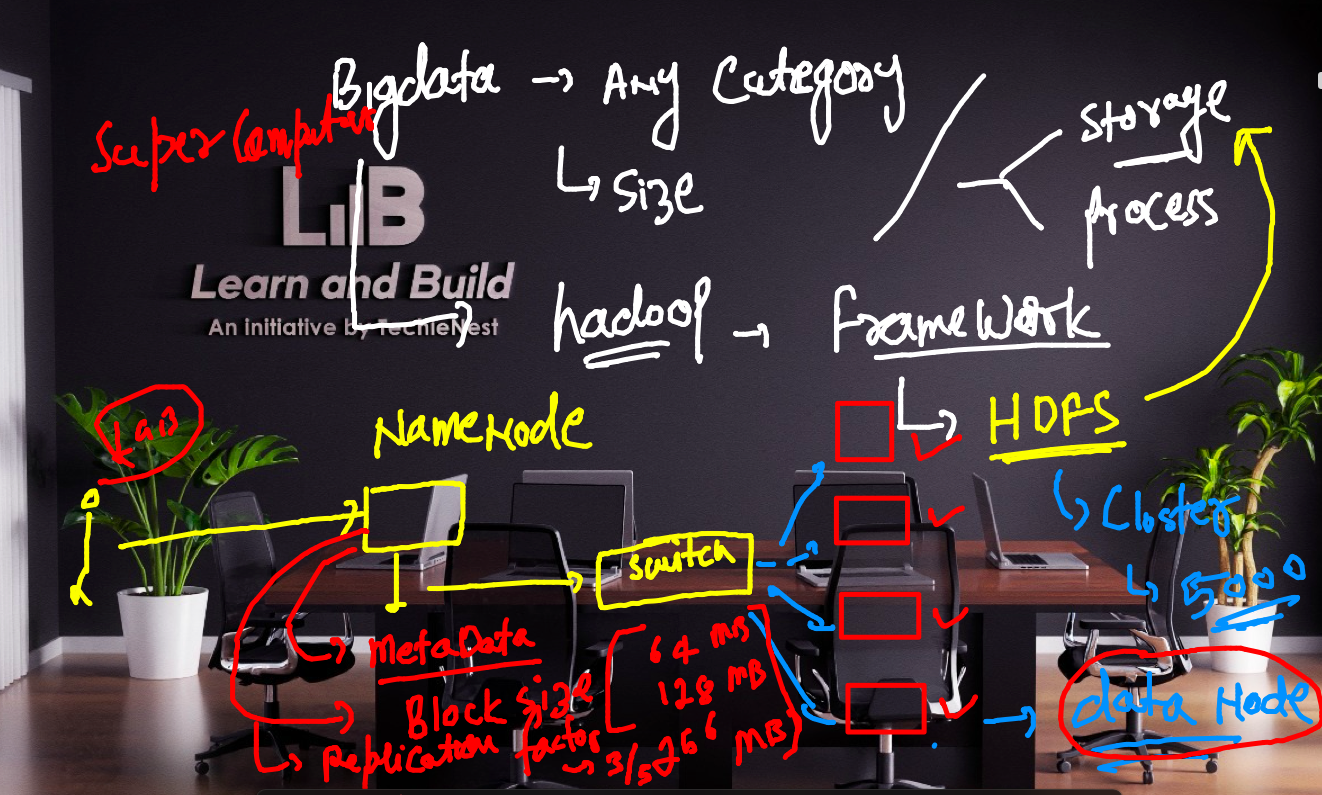 Bigdata → Any Category
Super Computer
↳ Size
Storage
process
LB
Learn and Build
An initiative by TechieNest
hadoop → FrameWork
↳ HDFS
NameNode
LAB
↳ Cluster
↳ 5000
switch
MetaData
Block size
64 MB
128 MB
256 MB
Replication factor → 3/5
data Node